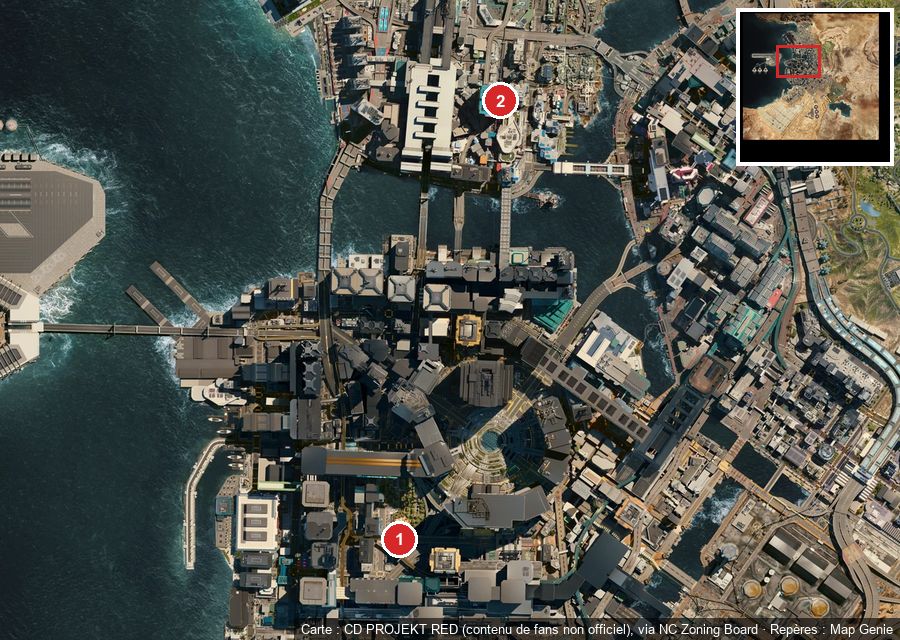 2
1
Carte : CD PROJEKT RED (contenu de fans non officiel), via NC Zoning Board · Repères : Map Genie